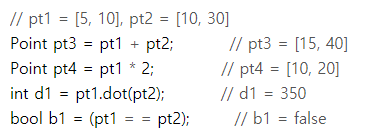 // pt1 = [5, 10], pt2 = [10, 30]
Point pt3 = pt1 + pt2; // pt3 = [15, 40]
Point pt4 = pt1 * 2; // pt4 = [10, 20]
int d1 = pt1.dot(pt2); // d1 = 350
bool b1 = (pt1 = = pt2); // b1 = false